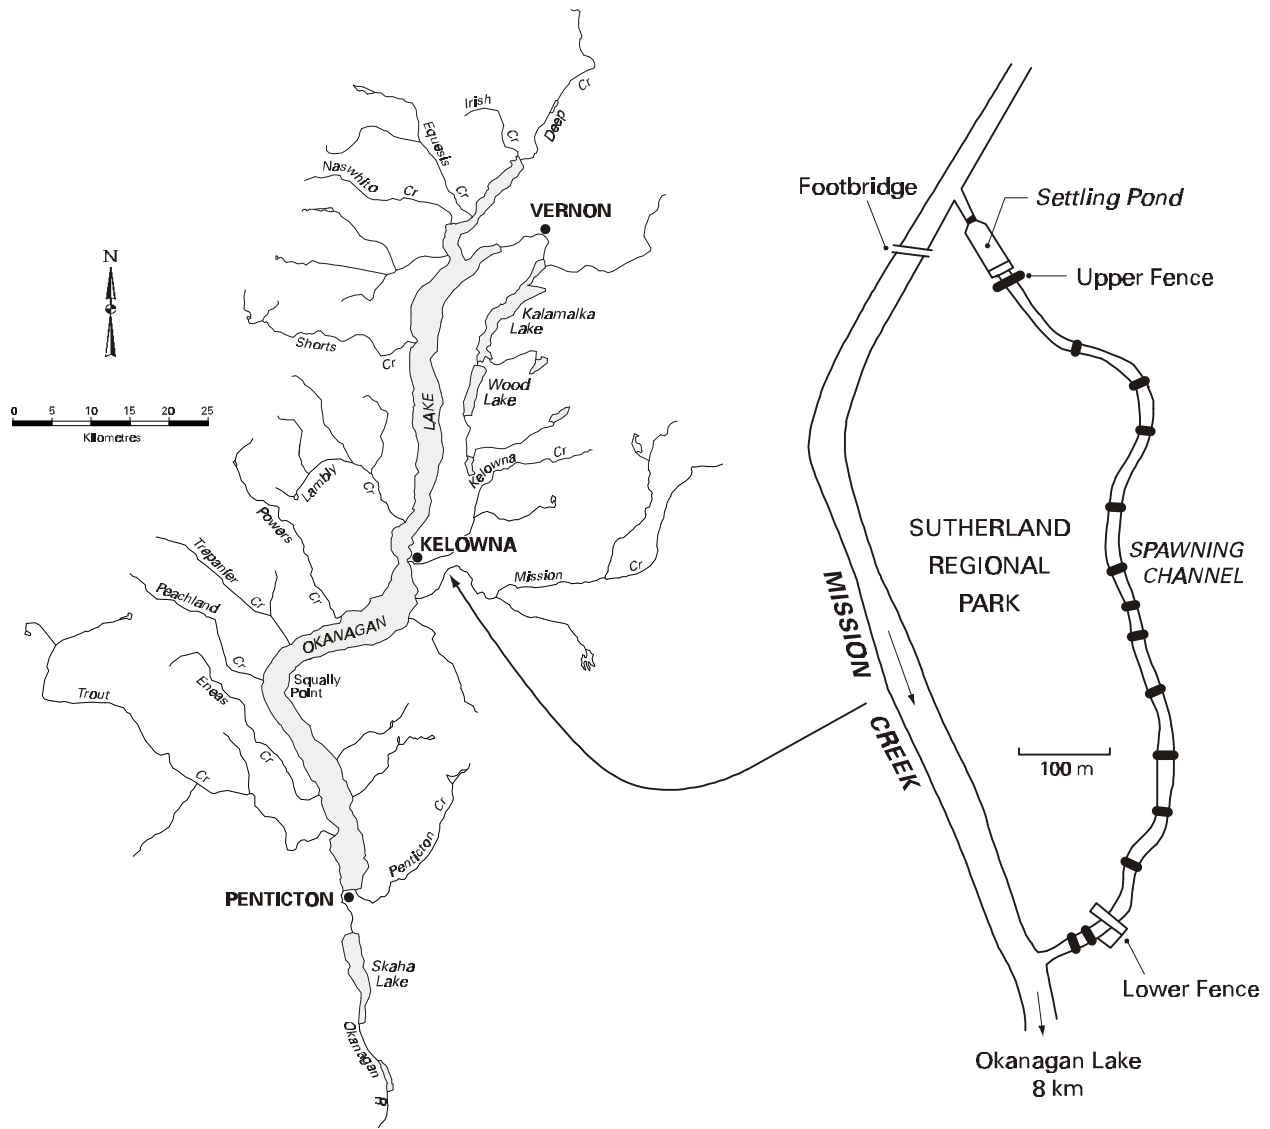 Irish
Cr
Deep
Cr
Equesis
Cr
Naswhito
Cr
VERNON
N
Kalamalka
Lake
Shorts
Cr
0 5 10 15 20 25
Kilometres
Wood
Lake
LAKE
Kelowna
Cr
Lambly
Cr
Powers
Cr
KELOWNA
Trepanier
Cr
Mission
Cr
Peachland
Cr
OKANAGAN
Squally
Point
Eneas
Cr
Trout
Cr
Penticton
Cr
PENTICTON
Skaha
Lake
Okanagan
R
Footbridge
Settling Pond
Upper Fence
SUTHERLAND
REGIONAL
PARK
SPAWNING
CHANNEL
MISSION
CREEK
100 m
Lower Fence
Okanagan Lake
8 km